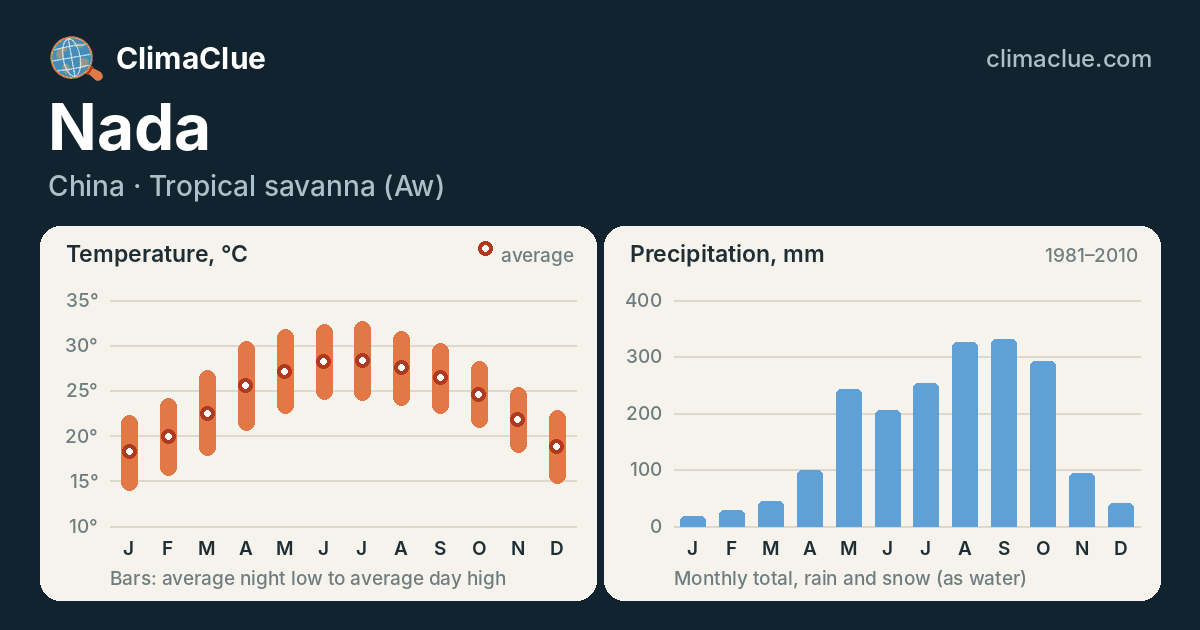 ClimaClue
climaclue.com
Nada
China · Tropical savanna (Aw)
Temperature, °C
average
35°
30°
25°
20°
15°
10°
J F M A M J J A S O N D
Bars: average night low to average day high
Precipitation, mm
1981–2010
400
300
200
100
0
J F M A M J J A S O N D
Monthly total, rain and snow (as water)